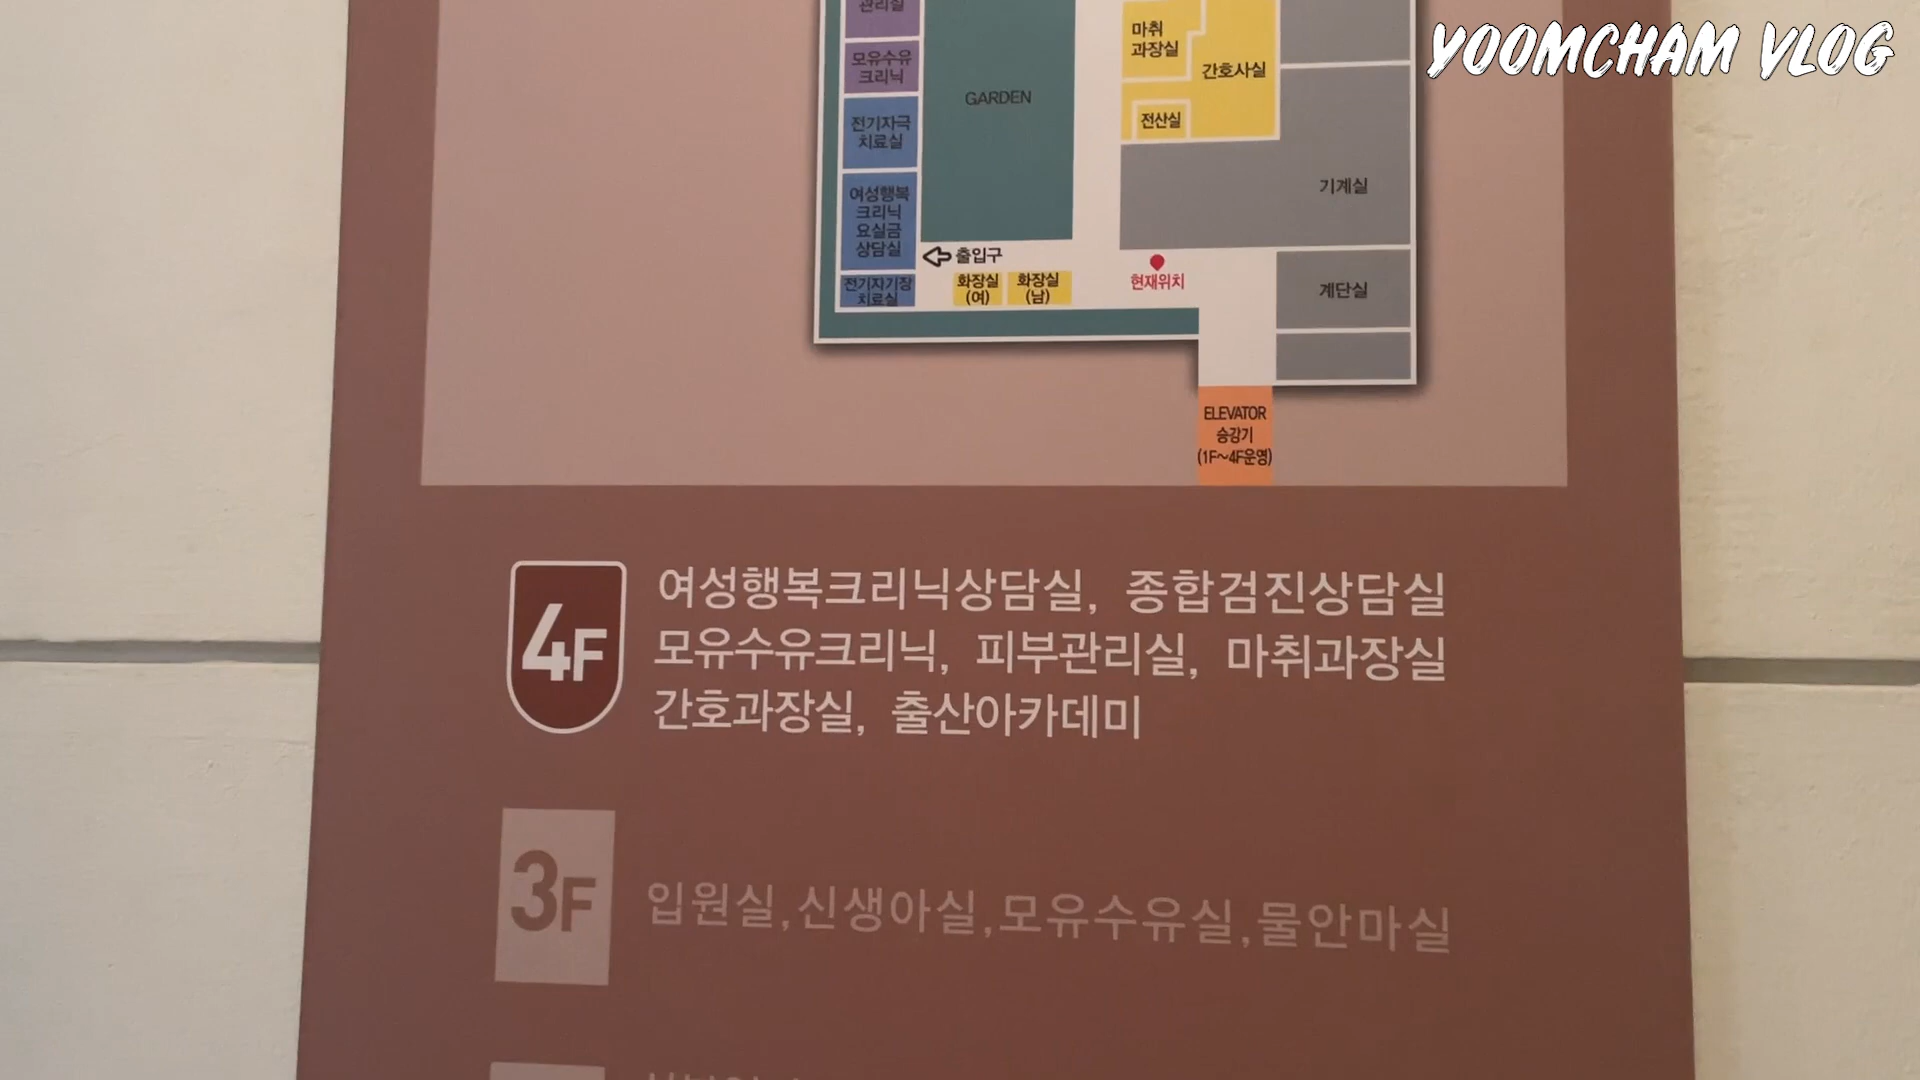 YOOMCHAM VLOG
관리실
모유수유
크리닉
전기자극
치료실
여성행복
크리닉
요실금
상담실
전기자기장
치료실
GARDEN
출입구
화장실
(여)
화장실
(남)
마취
과장실
간호사실
전산실
기계실
현재위치
계단실
ELEVATOR
승강기
(1F~4F운영)
4F
여성행복크리닉상담실, 종합검진상담실
모유수유크리닉, 피부관리실, 마취과장실
간호과장실, 출산아카데미
3F
입원실,신생아실,모유수유실,물안마실